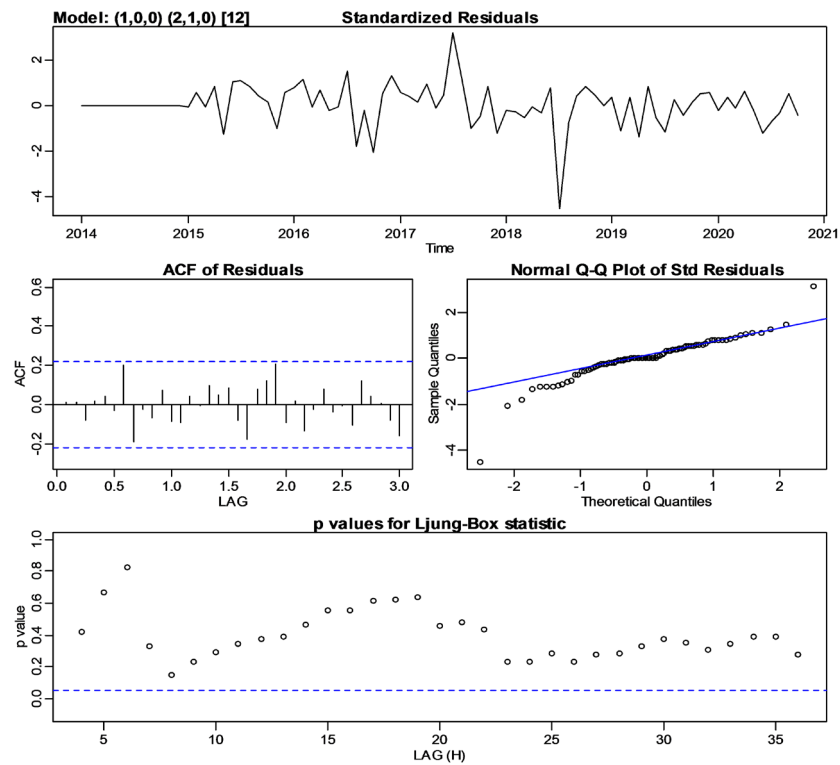 Model: (1,0,0) (2,1,0) [12]
Standardized Residuals
2
0
-2
-4
2014 2015 2016 2017 2018 2019 2020 2021
Time
ACF of Residuals
0.6
0.4
0.2
0.0
-0.2
ACF
0.0 0.5 1.0 1.5 2.0 2.5 3.0
LAG
Normal Q-Q Plot of Std Residuals
2
0
-2
-4
Sample Quantiles
-2 -1 0 1 2
Theoretical Quantiles
p values for Ljung-Box statistic
1.0
0.8
0.6
0.4
0.2
0.0
p value
5 10 15 20 25 30 35
LAG (H)